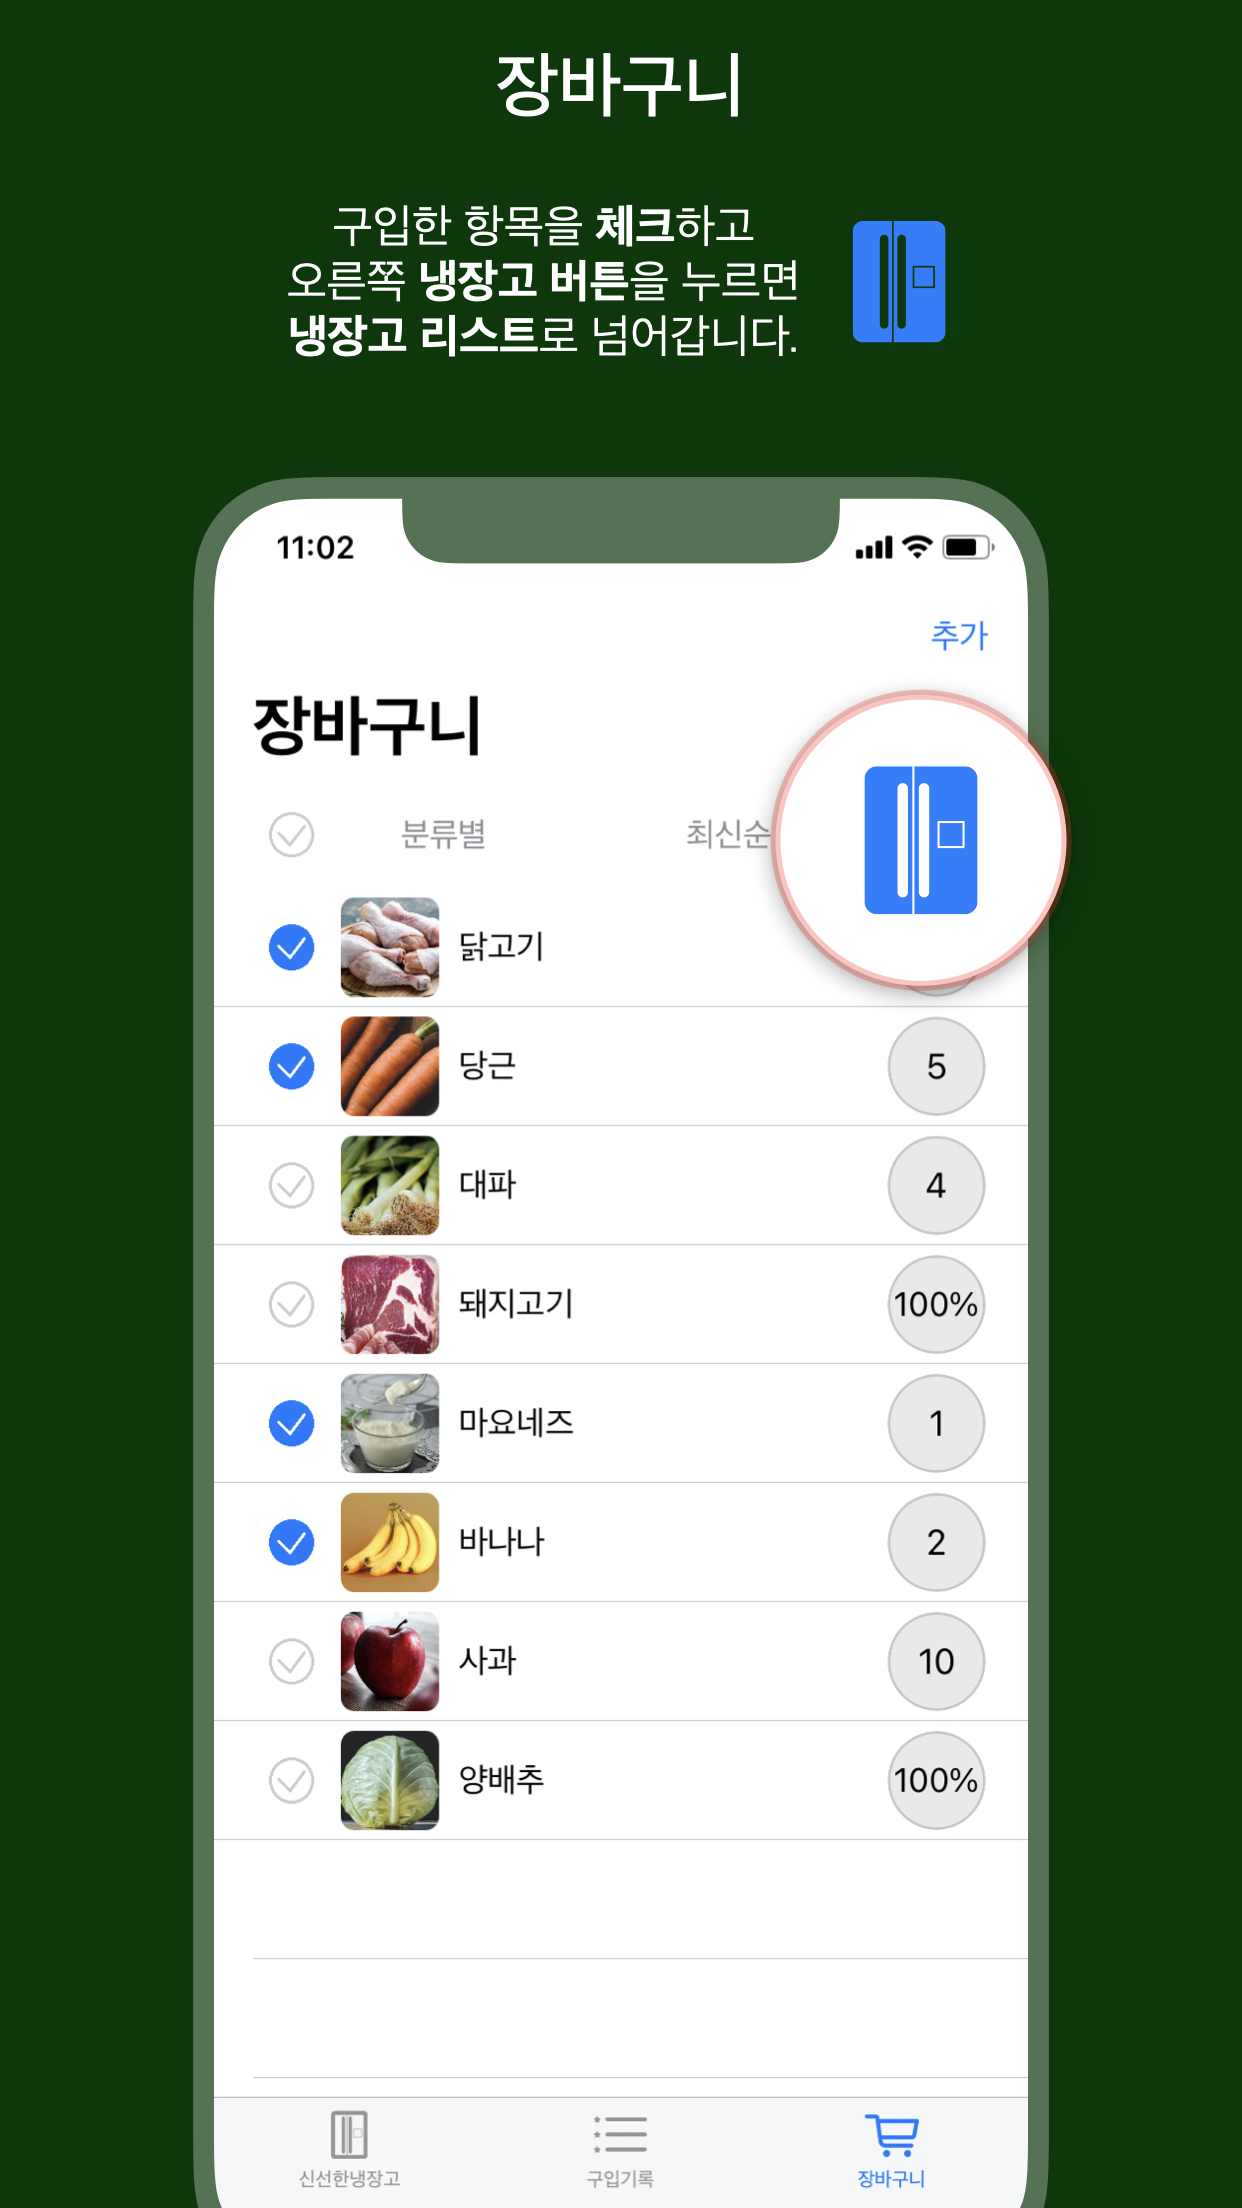 장바구니
구입한 항목을 체크하고
오른쪽 냉장고 버튼을 누르면
냉장고 리스트로 넘어갑니다.
11:02
추가
장바구니
분류별 최신순
닭고기
당근 5
대파 4
돼지고기 100%
마요네즈 1
바나나 2
사과 10
양배추 100%
신선한냉장고 구입기록 장바구니